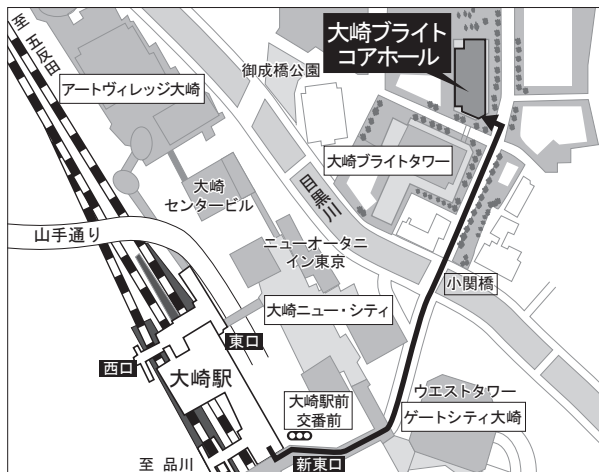 至 五反田
大崎ブライト
コアホール
御成橋公園
アートヴィレッジ大崎
大崎ブライトタワー
大崎
センタービル
目黒川
山手通り
ニューオータニ
イン東京
小関橋
大崎ニュー・シティ
東口
西口
大崎駅
ウエストタワー
ゲートシティ大崎
大崎駅前
交番前
至 品川
新東口